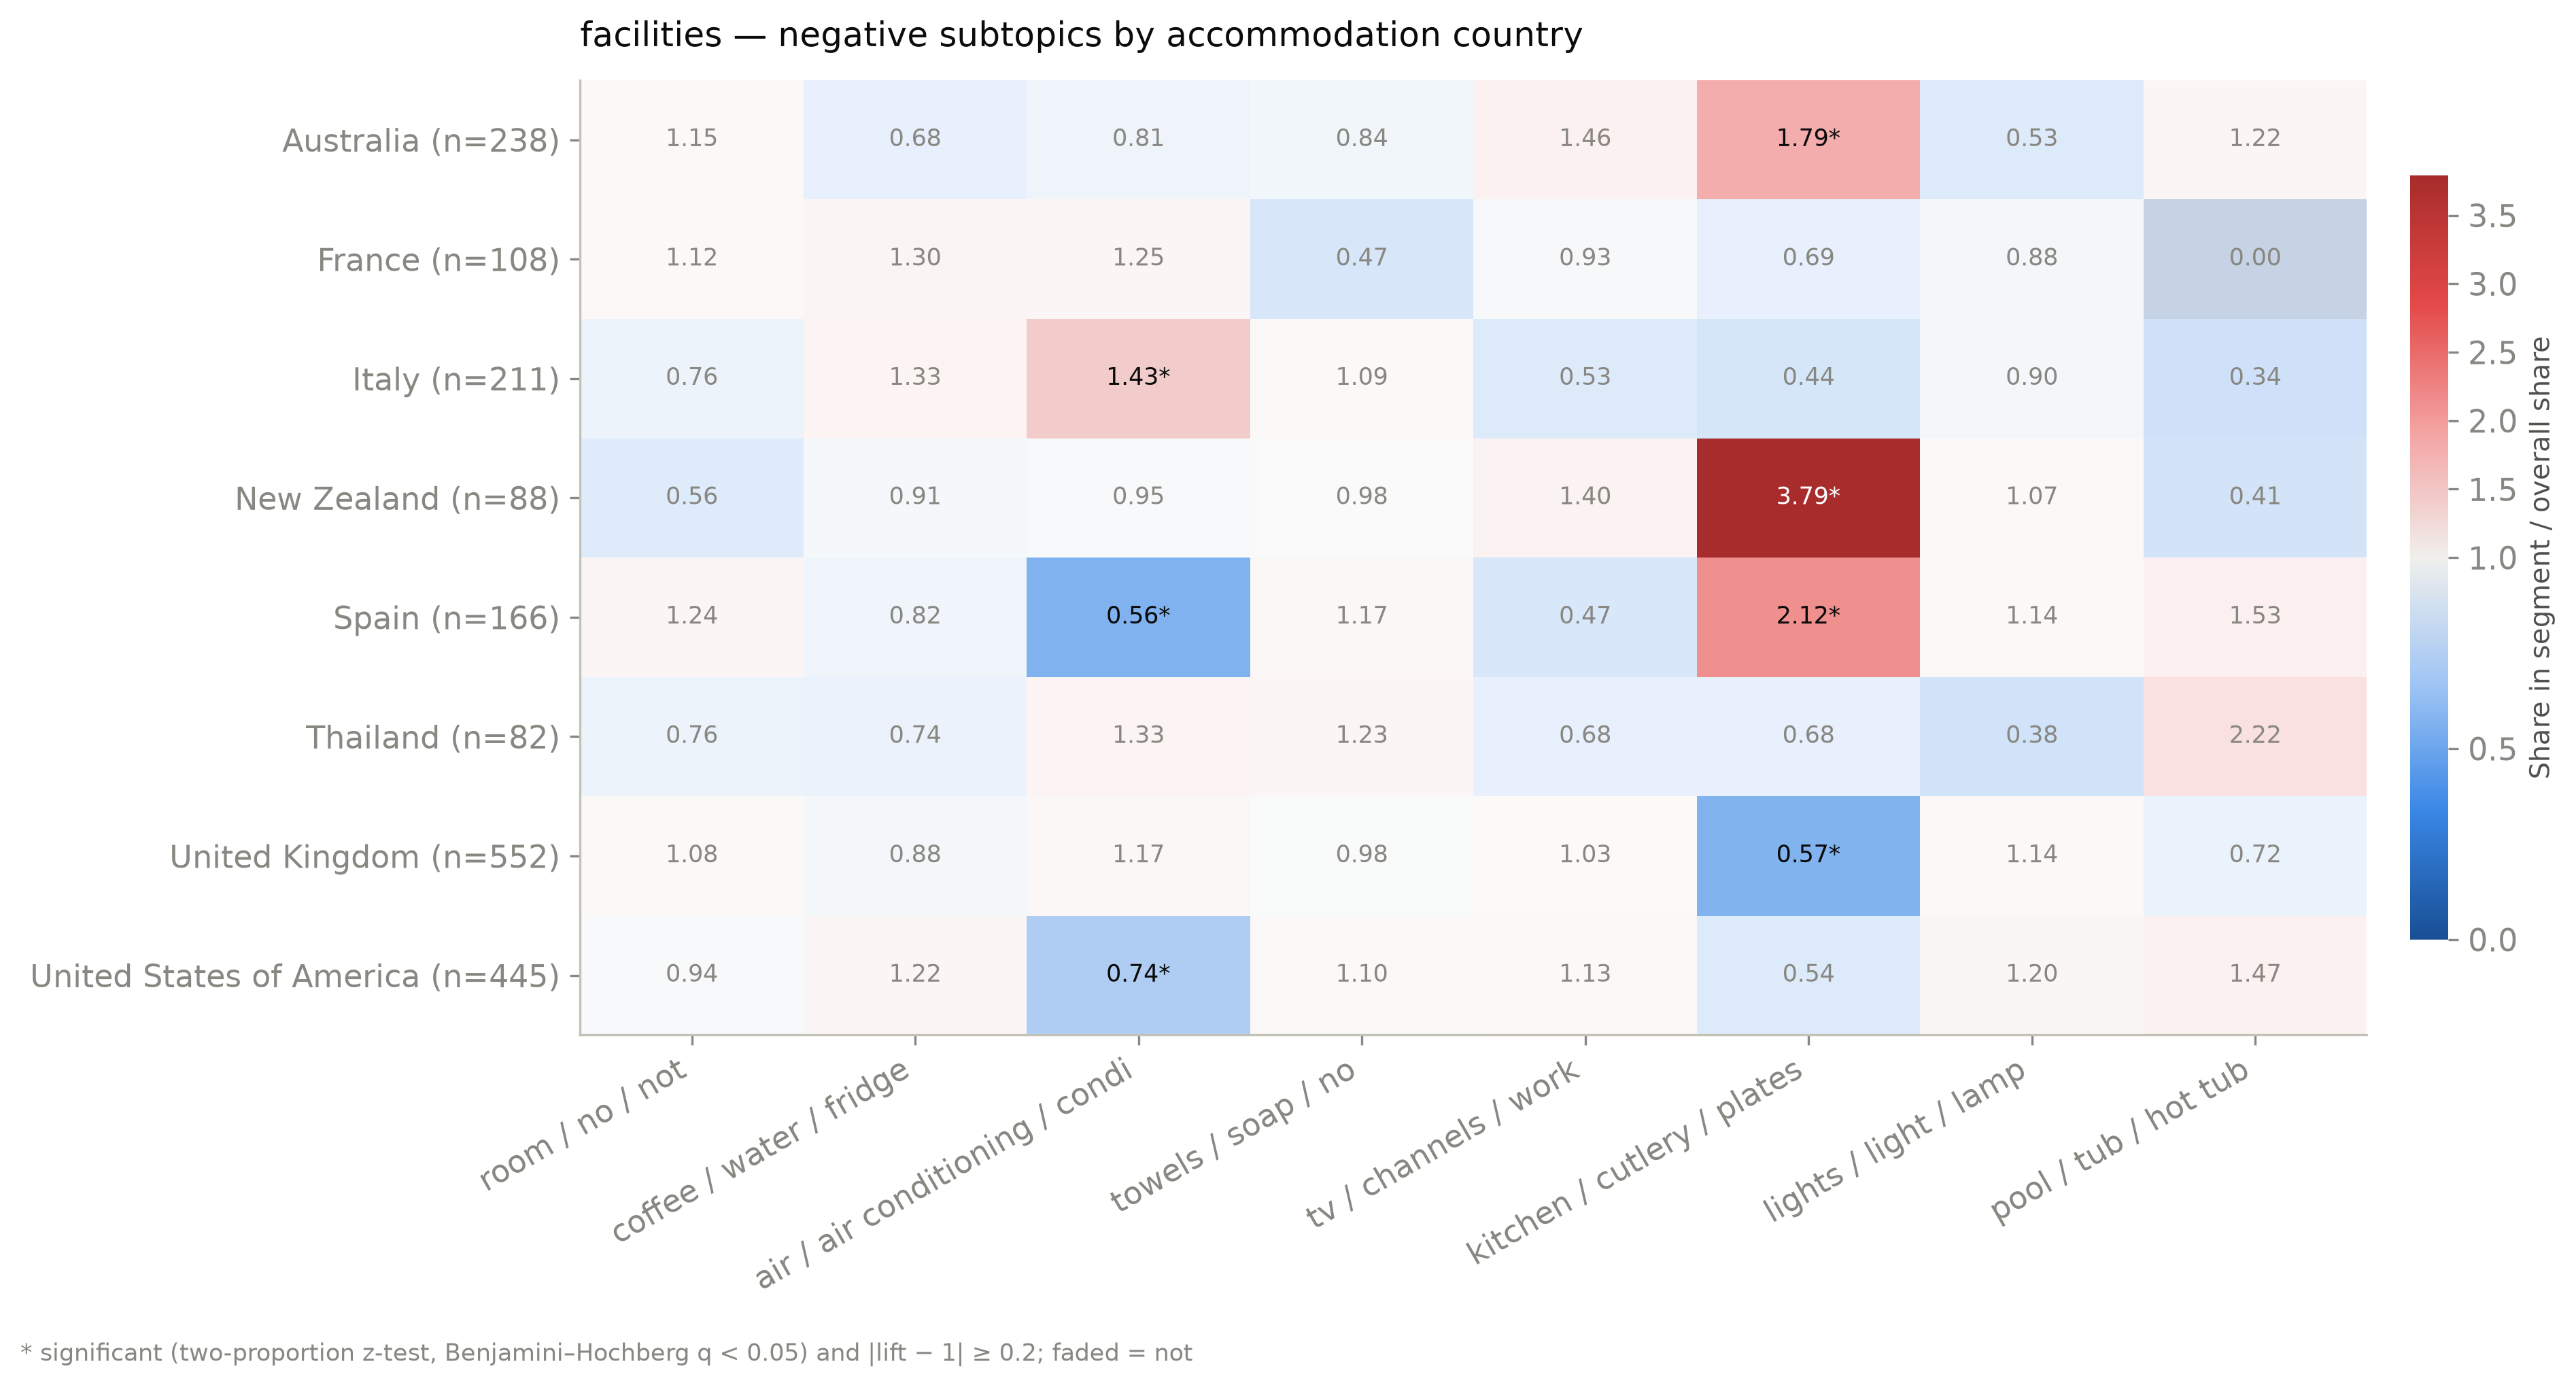 facilities — negative subtopics by accommodation country
Australia (n=238) 1.15 0.68 0.81 0.84 1.46 1.79* 0.53 1.22
France (n=108) 1.12 1.30 1.25 0.47 0.93 0.69 0.88 0.00
Italy (n=211) 0.76 1.33 1.43* 1.09 0.53 0.44 0.90 0.34
New Zealand (n=88) 0.56 0.91 0.95 0.98 1.40 3.79* 1.07 0.41
Spain (n=166) 1.24 0.82 0.56* 1.17 0.47 2.12* 1.14 1.53
Thailand (n=82) 0.76 0.74 1.33 1.23 0.68 0.68 0.38 2.22
United Kingdom (n=552) 1.08 0.88 1.17 0.98 1.03 0.57* 1.14 0.72
United States of America (n=445) 0.94 1.22 0.74* 1.10 1.13 0.54 1.20 1.47
room / no / not
coffee / water / fridge
air / air conditioning / condi
towels / soap / no
tv / channels / work
kitchen / cutlery / plates
lights / light / lamp
pool / tub / hot tub
3.5
3.0
2.5
2.0
1.5
1.0
0.5
0.0
Share in segment / overall share
* significant (two-proportion z-test, Benjamini–Hochberg q < 0.05) and |lift − 1| ≥ 0.2; faded = not